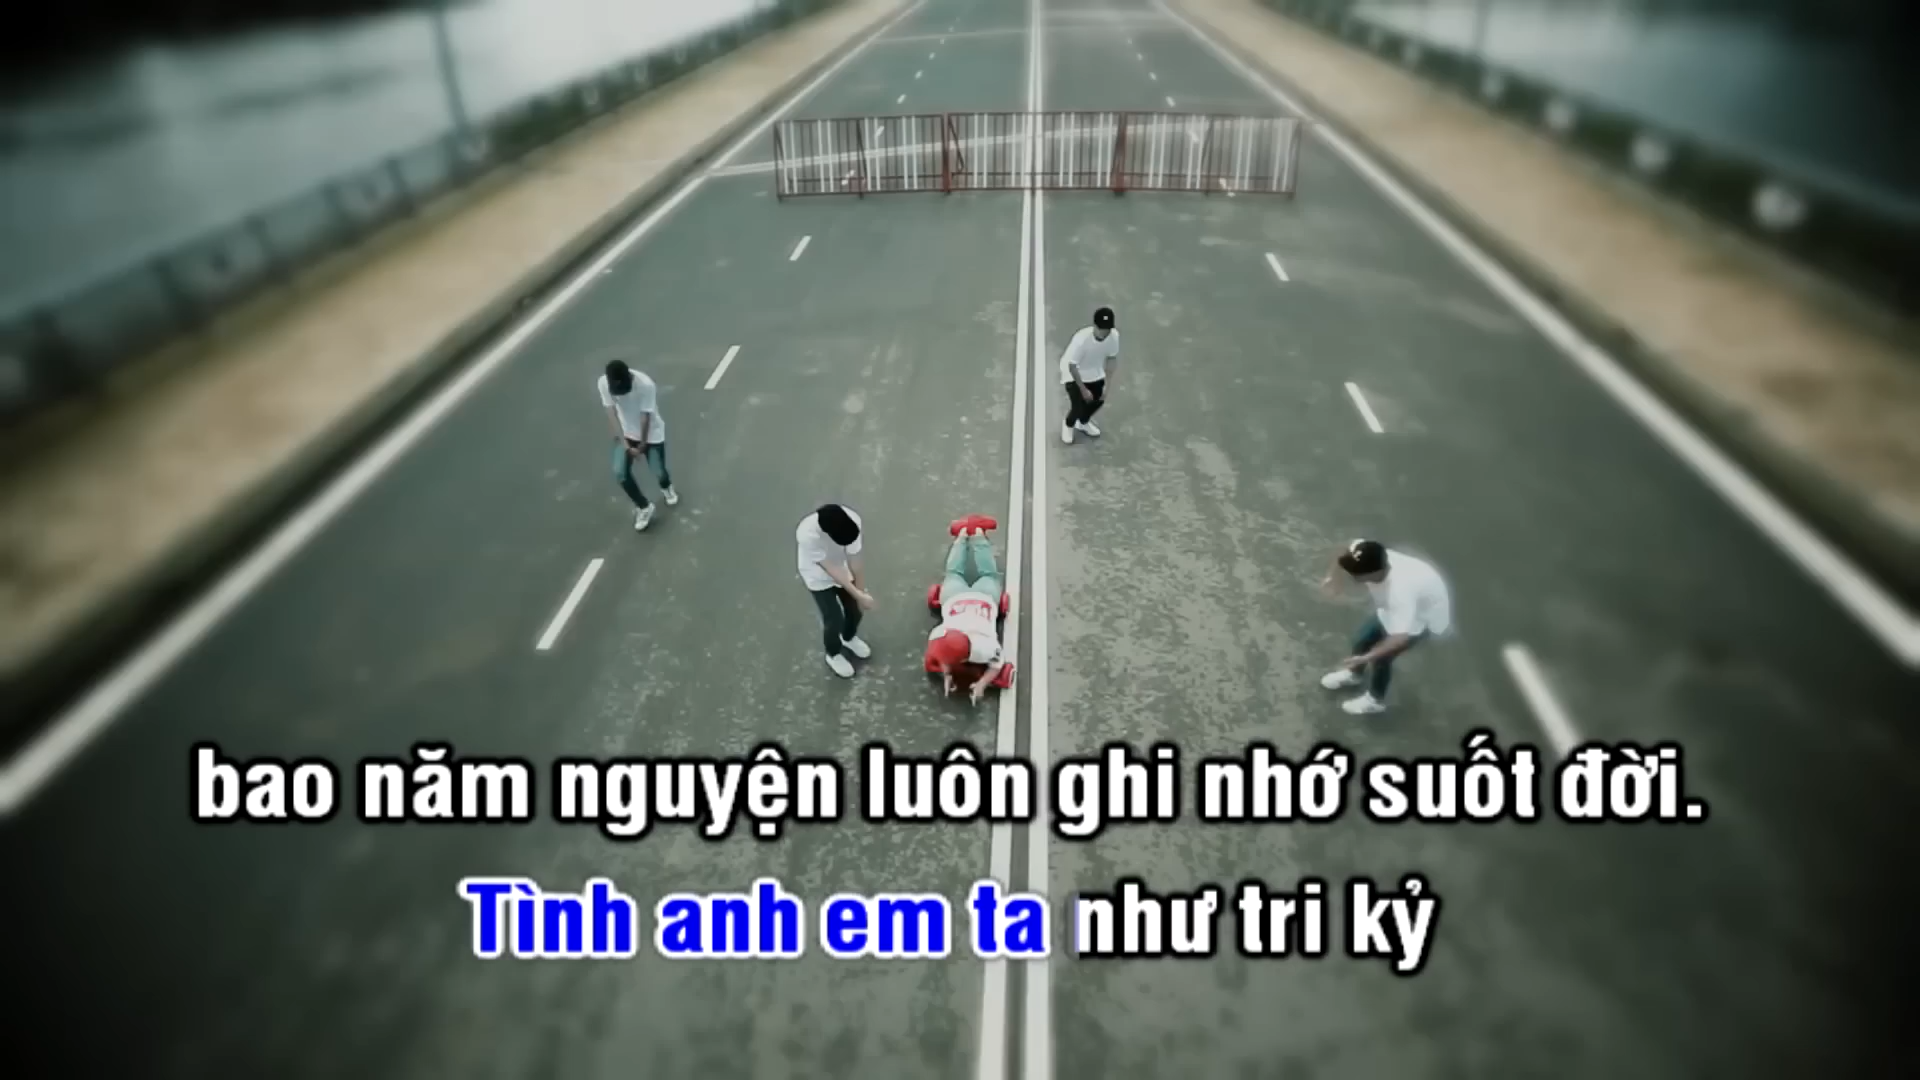 bao năm nguyện luôn ghi nhớ suốt đời.
Tình anh em ta như tri kỷ